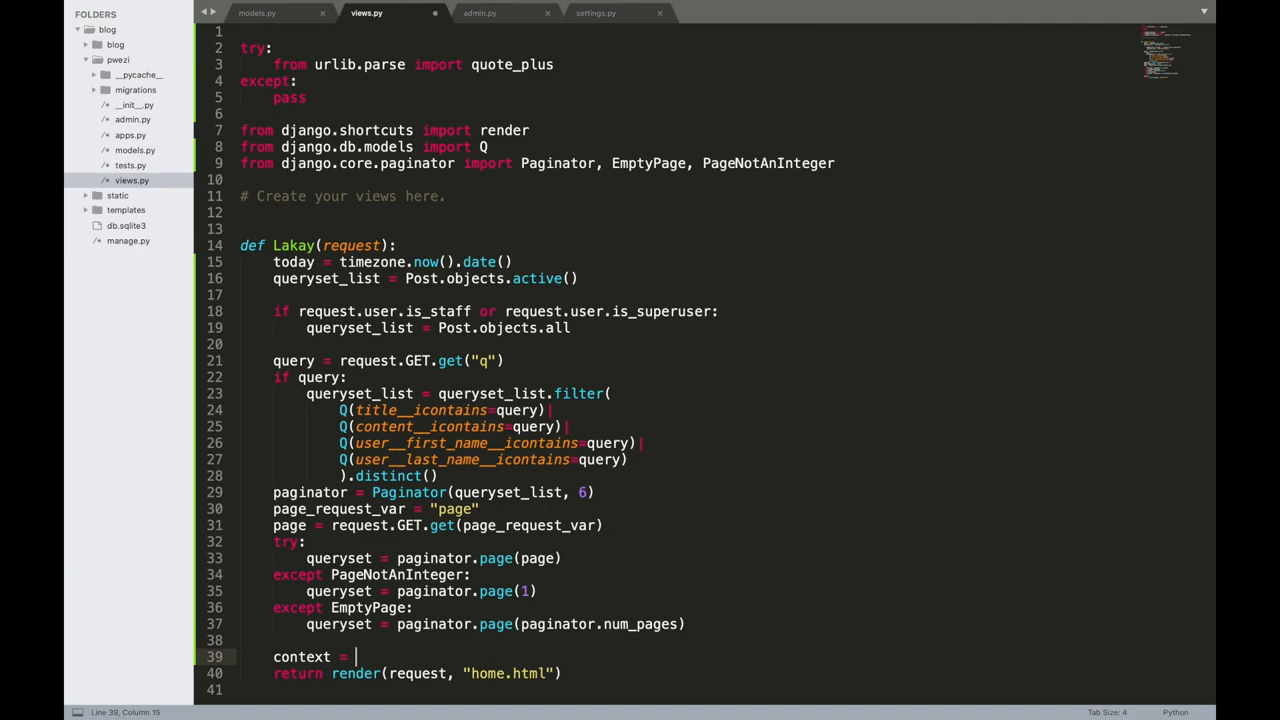 FOLDERS
blog
blog
pwezi
__pycache__
migrations
__init__.py
admin.py
apps.py
models.py
tests.py
views.py
static
templates
db.sqlite3
manage.py
models.py
views.py
admin.py
settings.py
1
2 try:
3 from urlib.parse import quote_plus
4 except:
5 pass
6
7 from django.shortcuts import render
8 from django.db.models import Q
9 from django.core.paginator import Paginator, EmptyPage, PageNotAnInteger
10
11 # Create your views here.
12
13
14 def Lakay(request):
15 today = timezone.now().date()
16 queryset_list = Post.objects.active()
17
18 if request.user.is_staff or request.user.is_superuser:
19 queryset_list = Post.objects.all
20
21 query = request.GET.get("q")
22 if query:
23 queryset_list = queryset_list.filter(
24 Q(title__icontains=query)|
25 Q(content__icontains=query)|
26 Q(user__first_name__icontains=query)|
27 Q(user__last_name__icontains=query)
28 ).distinct()
29 paginator = Paginator(queryset_list, 6)
30 page_request_var = "page"
31 page = request.GET.get(page_request_var)
32 try:
33 queryset = paginator.page(page)
34 except PageNotAnInteger:
35 queryset = paginator.page(1)
36 except EmptyPage:
37 queryset = paginator.page(paginator.num_pages)
38
39 context =
40 return render(request, "home.html")
41
Line 39, Column 15
Tab Size: 4
Python